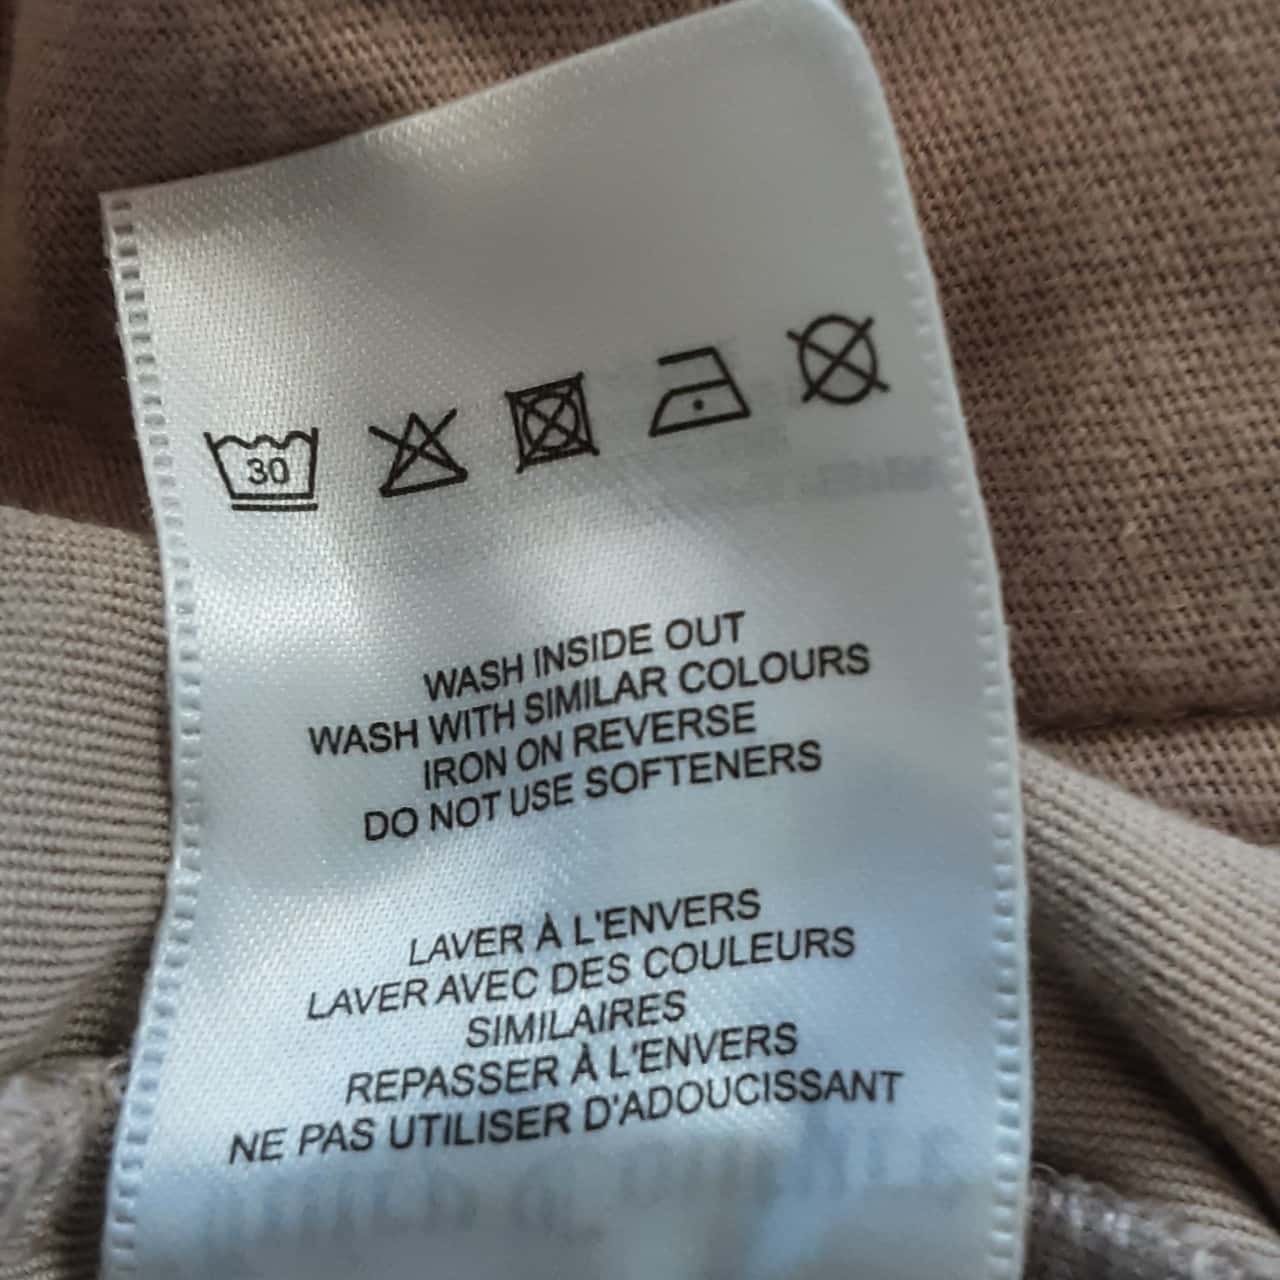 30
WASH INSIDE OUT
WASH WITH SIMILAR COLOURS
IRON ON REVERSE
DO NOT USE SOFTENERS
LAVER À L'ENVERS
LAVER AVEC DES COULEURS
SIMILAIRES
REPASSER À L'ENVERS
NE PAS UTILISER D'ADOUCISSANT